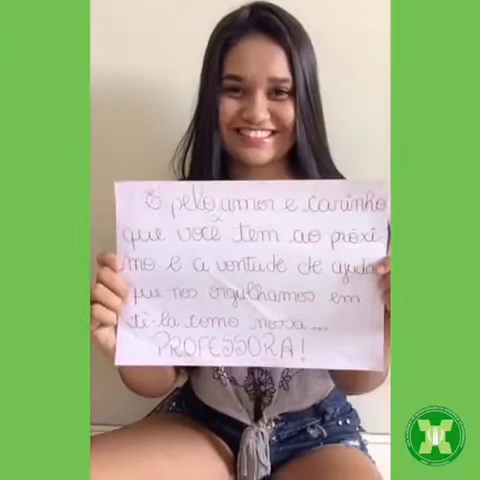 É pelo amor e carinho
que você tem ao próxi-
mo e a vontade de ajuda
que nos orgulhamos em
tê-la como nossa...
PROFESSORA!